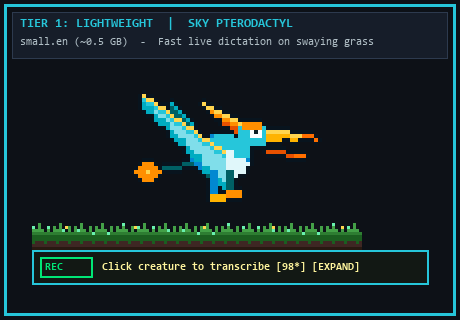 TIER 1: LIGHTWEIGHT | SKY PTERODACTYL
small.en (~0.5 GB) - Fast live dictation on swaying grass
REC Click creature to transcribe [98*] [EXPAND]